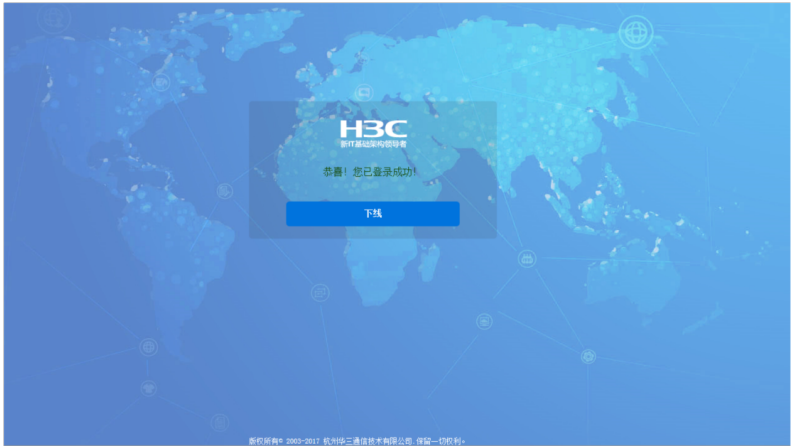 H3C
新IT基础架构领导者
恭喜！您已登录成功！
下线
版权所有© 2003-2017 杭州华三通信技术有限公司.保留一切权利。